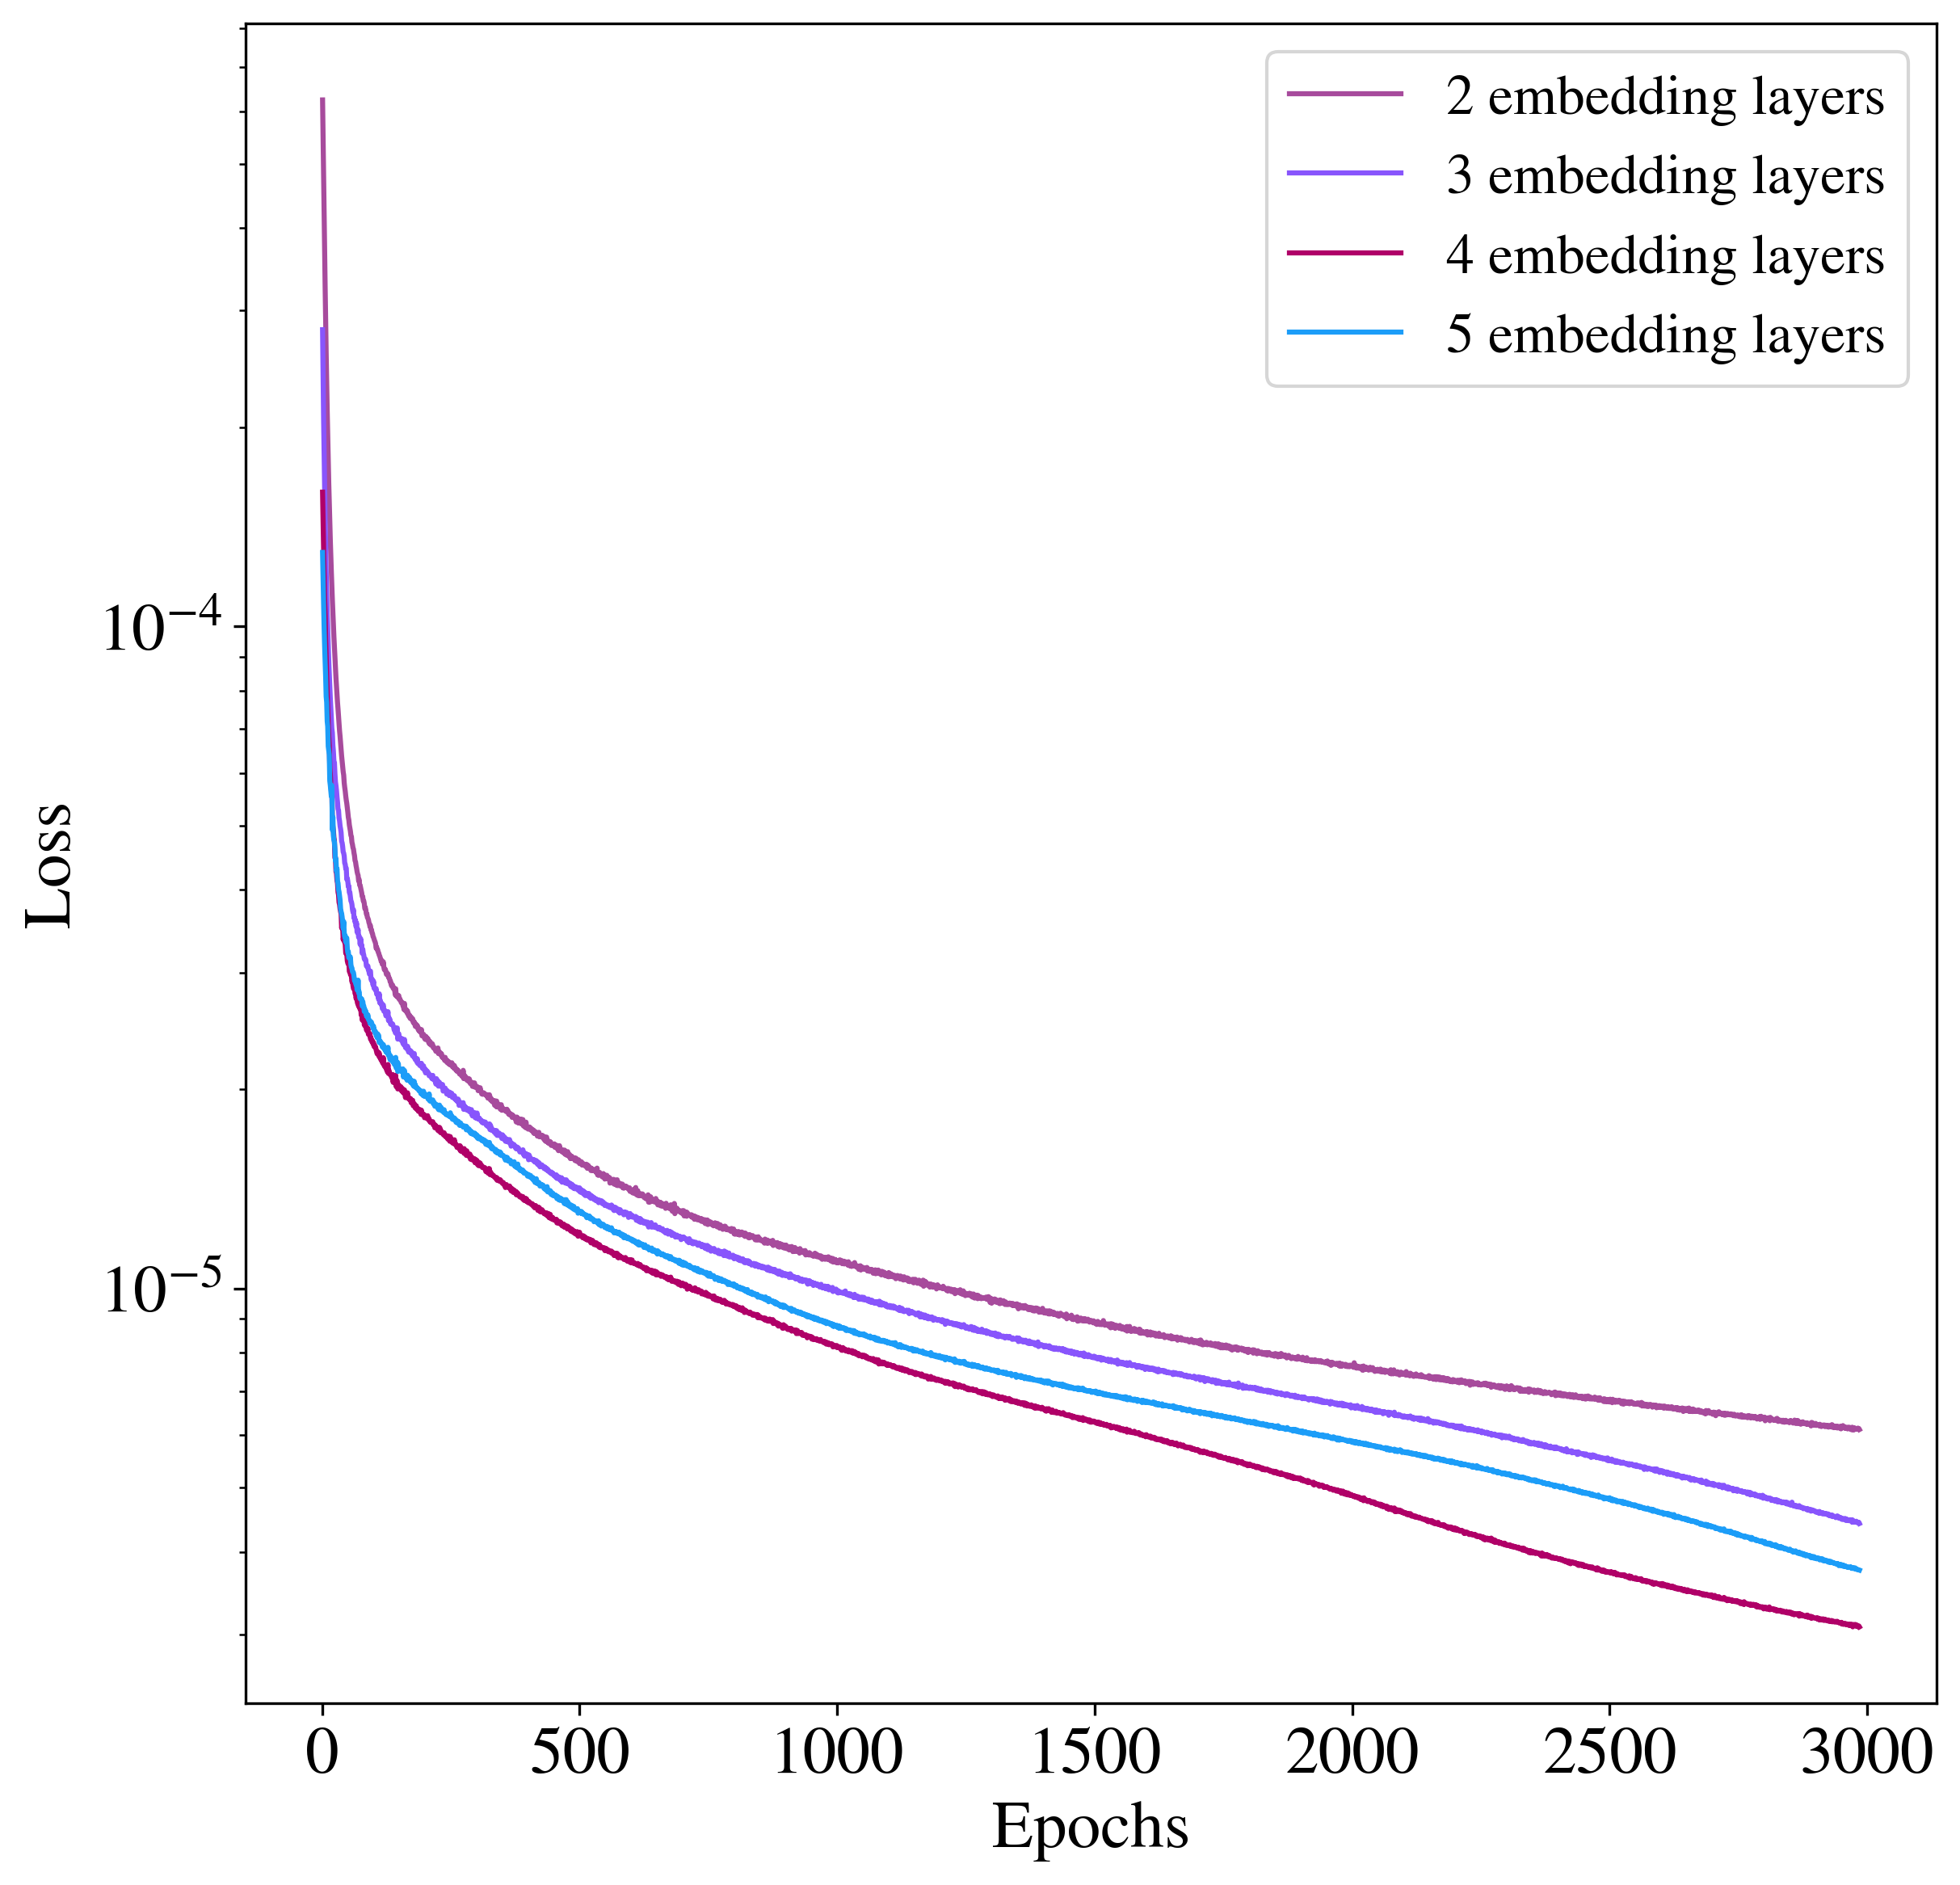 2 embedding layers
3 embedding layers
4 embedding layers
5 embedding layers
10⁻⁴
10⁻⁵
Loss
0 500 1000 1500 2000 2500 3000
Epochs